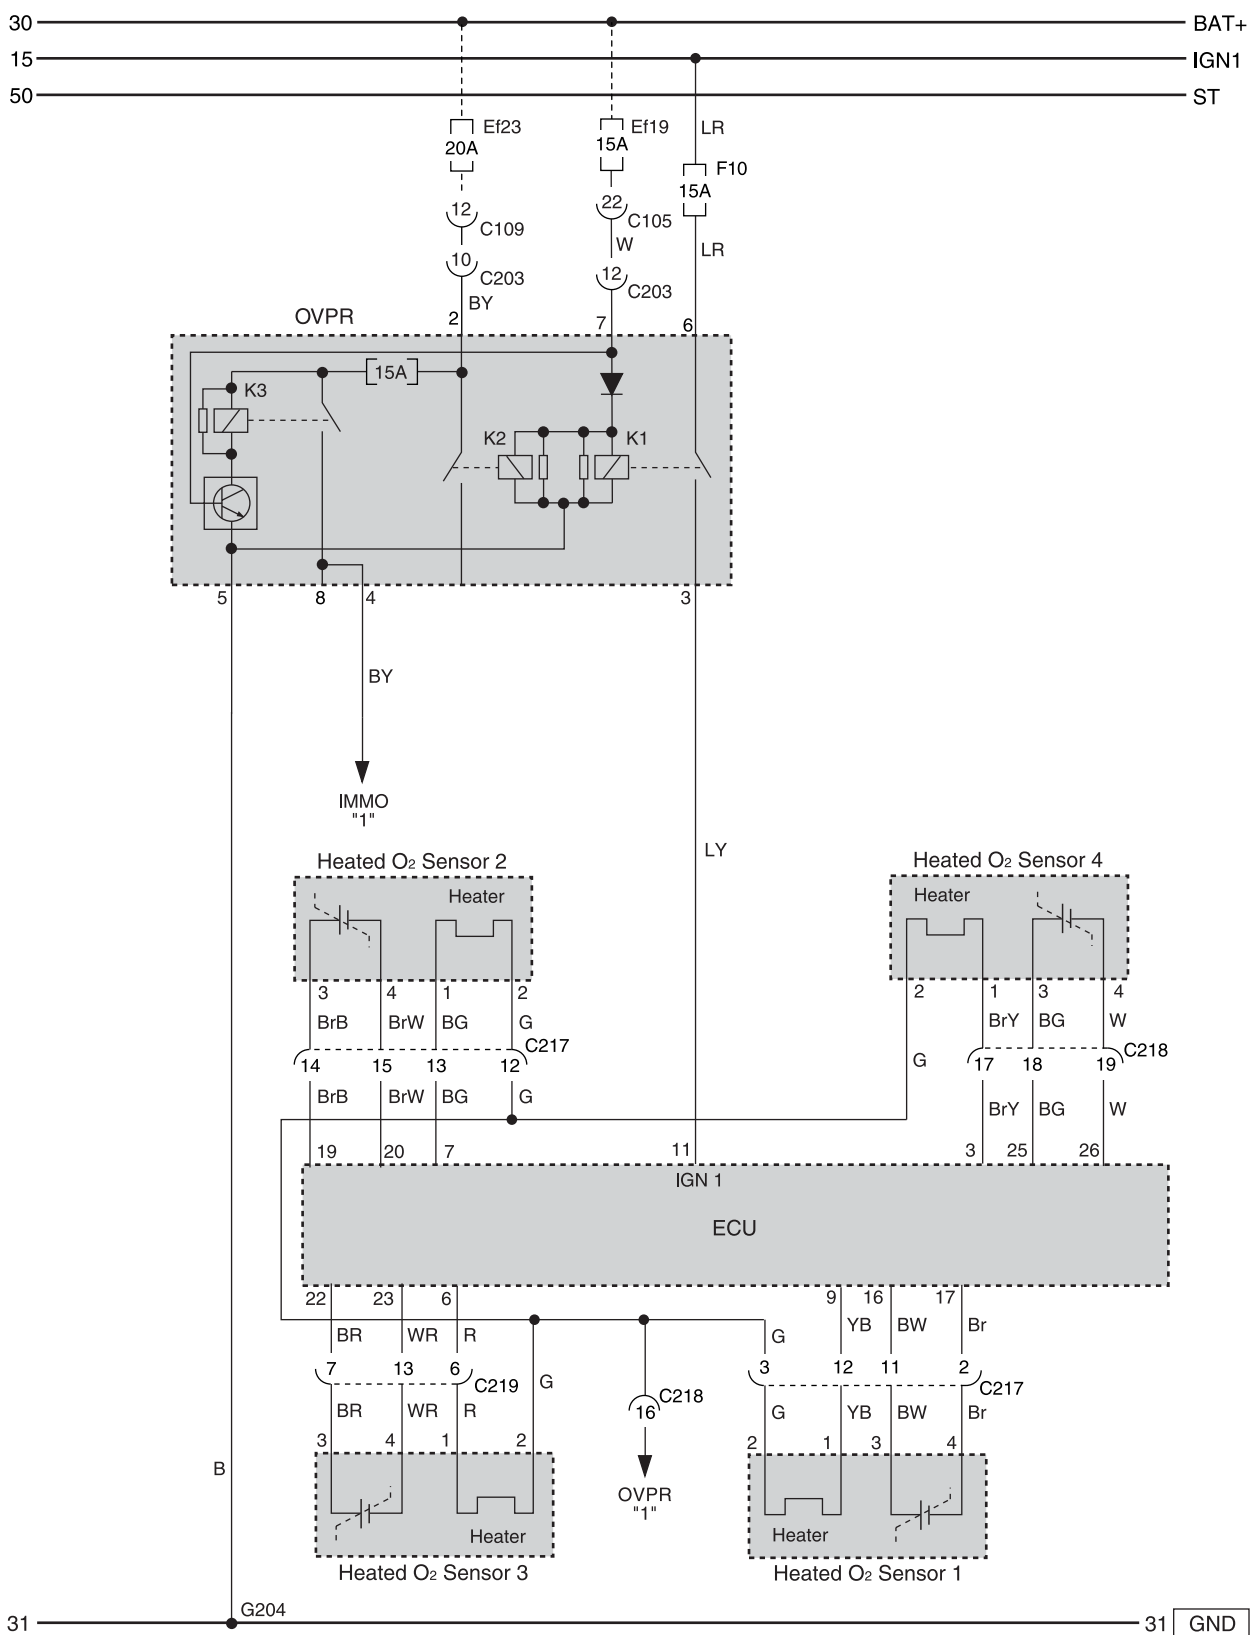 30 BAT+
15 IGN1
50 ST
Ef23 Ef19 LR
20A 15A F10
15A
12 22
C109 C105
W LR
10 12
C203 C203
BY
OVPR 2 7 6
15A
K3
K2 K1
5 8 4 3
BY
IMMO
"1"
LY
Heated O2 Sensor 2 Heated O2 Sensor 4
Heater Heater
3 4 1 2 2 1 3 4
BrB BrW BG G BrY BG W
C217 C218
14 15 13 12 G 17 18 19
BrB BrW BG G BrY BG W
19 20 7 11 3 25 26
IGN 1
ECU
22 23 6 9 16 17
BR WR R G YB BW Br
7 13 6 3 12 11 2
C219 G C218 C217
16
BR WR R G YB BW Br
3 4 1 2 2 1 3 4
B
OVPR
"1"
Heater Heater
Heated O2 Sensor 3 Heated O2 Sensor 1
G204
31 31 GND